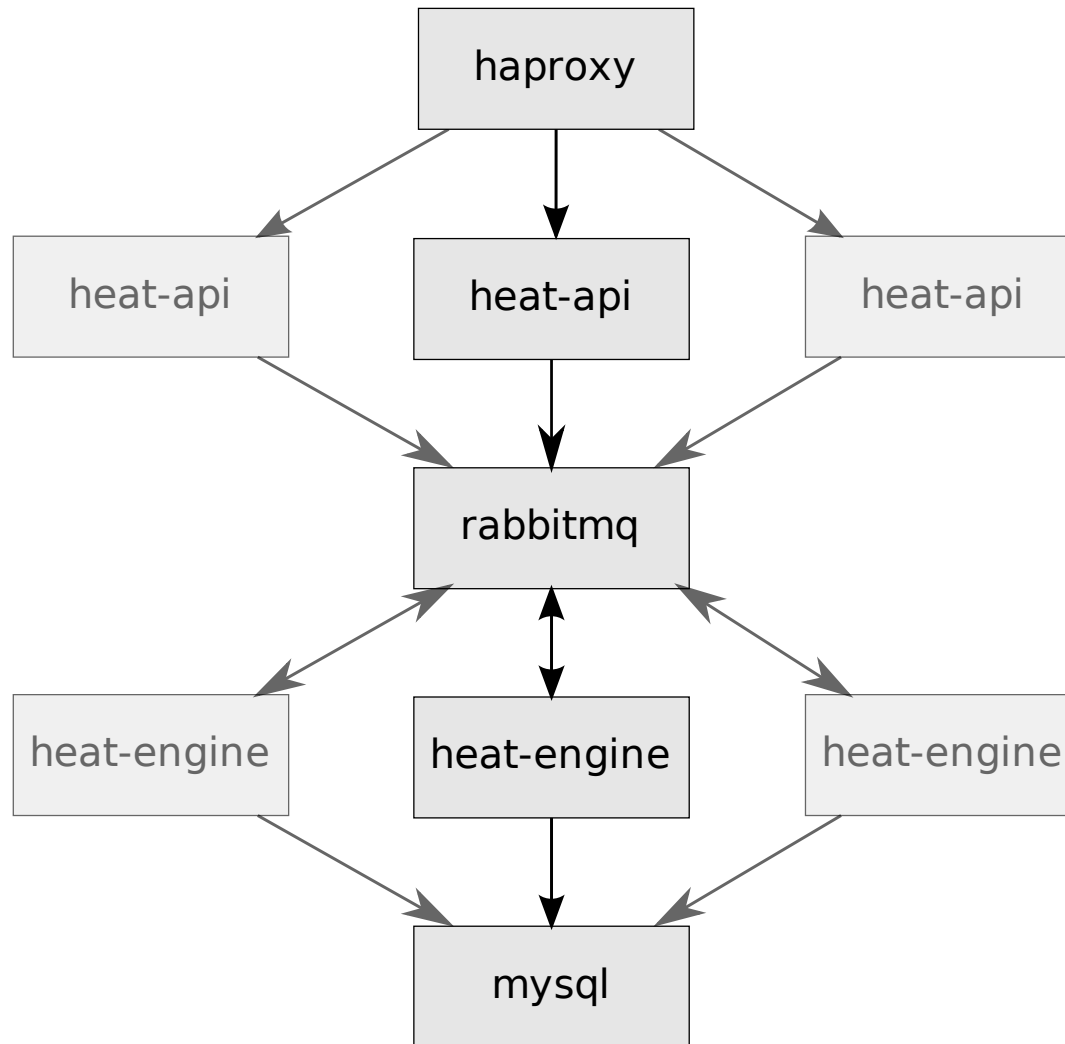 haproxy
heat-api
heat-api
heat-api
rabbitmq
heat-engine
heat-engine
heat-engine
mysql